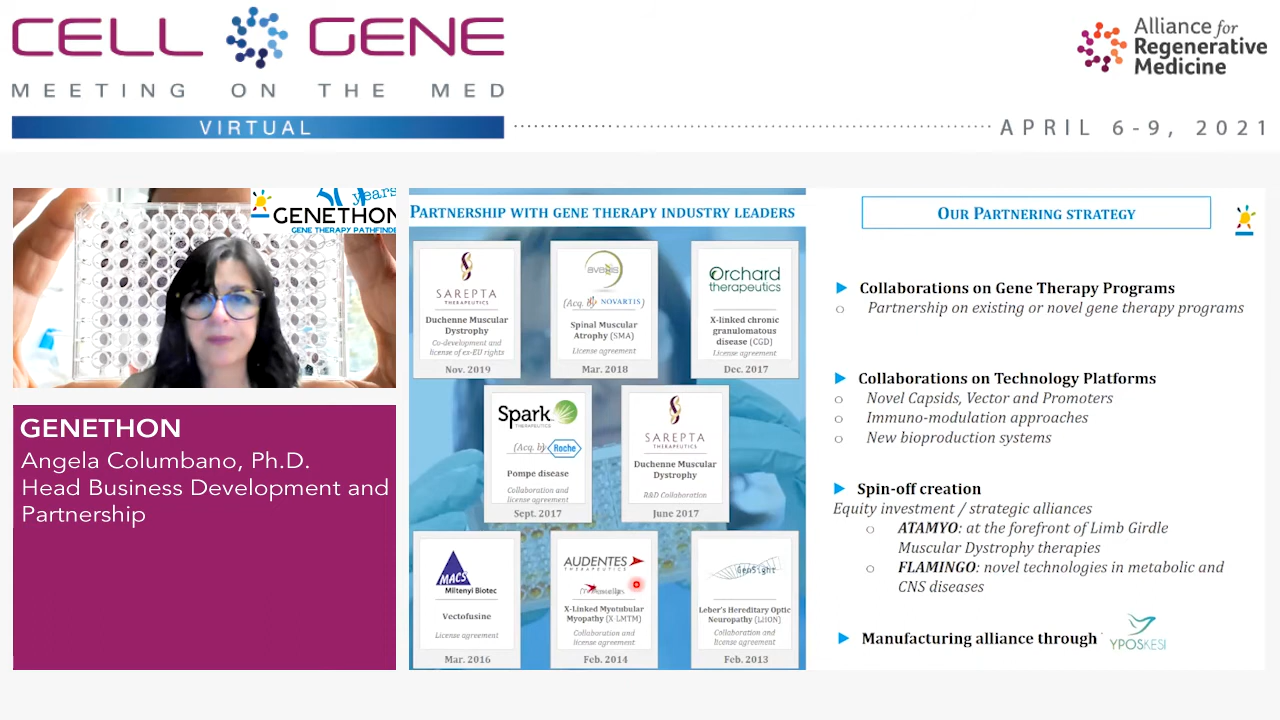 CELL GENE
MEETING ON THE MED
VIRTUAL
Alliance for
Regenerative
Medicine
APRIL 6-9, 2021
years
GENETHON
GENE THERAPY PATHFINDE
GENETHON
Angela Columbano, Ph.D.
Head Business Development and
Partnership
PARTNERSHIP WITH GENE THERAPY INDUSTRY LEADERS
SAREPTA
THERAPEUTICS
Duchenne Muscular
Dystrophy
Co-development and
license of ex-EU rights
Nov. 2019
avexis
(Acq. by NOVARTIS)
Spinal Muscular
Atrophy (SMA)
License agreement
Mar. 2018
Orchard
therapeutics
X-linked chronic
granulomatous
disease (CGD)
License agreement
Dec. 2017
Spark
THERAPEUTICS
(Acq. by Roche)
Pompe disease
Collaboration and
license agreement
Sept. 2017
SAREPTA
THERAPEUTICS
Duchenne Muscular
Dystrophy
R&D Collaboration
June 2017
MACS
Miltenyi Biotec
Vectofusine
License agreement
Mar. 2016
AUDENTES
THERAPEUTICS
X-Linked Myotubular
Myopathy (X-LMTM)
Collaboration and
license agreement
Feb. 2014
GenSight
Leber's Hereditary Optic
Neuropathy (LHON)
Collaboration and
license agreement
Feb. 2013
OUR PARTNERING STRATEGY
Collaborations on Gene Therapy Programs
o Partnership on existing or novel gene therapy programs
Collaborations on Technology Platforms
o Novel Capsids, Vector and Promoters
o Immuno-modulation approaches
o New bioproduction systems
Spin-off creation
Equity investment / strategic alliances
o ATAMYO: at the forefront of Limb Girdle
Muscular Dystrophy therapies
o FLAMINGO: novel technologies in metabolic and
CNS diseases
Manufacturing alliance through
YPOSKESI